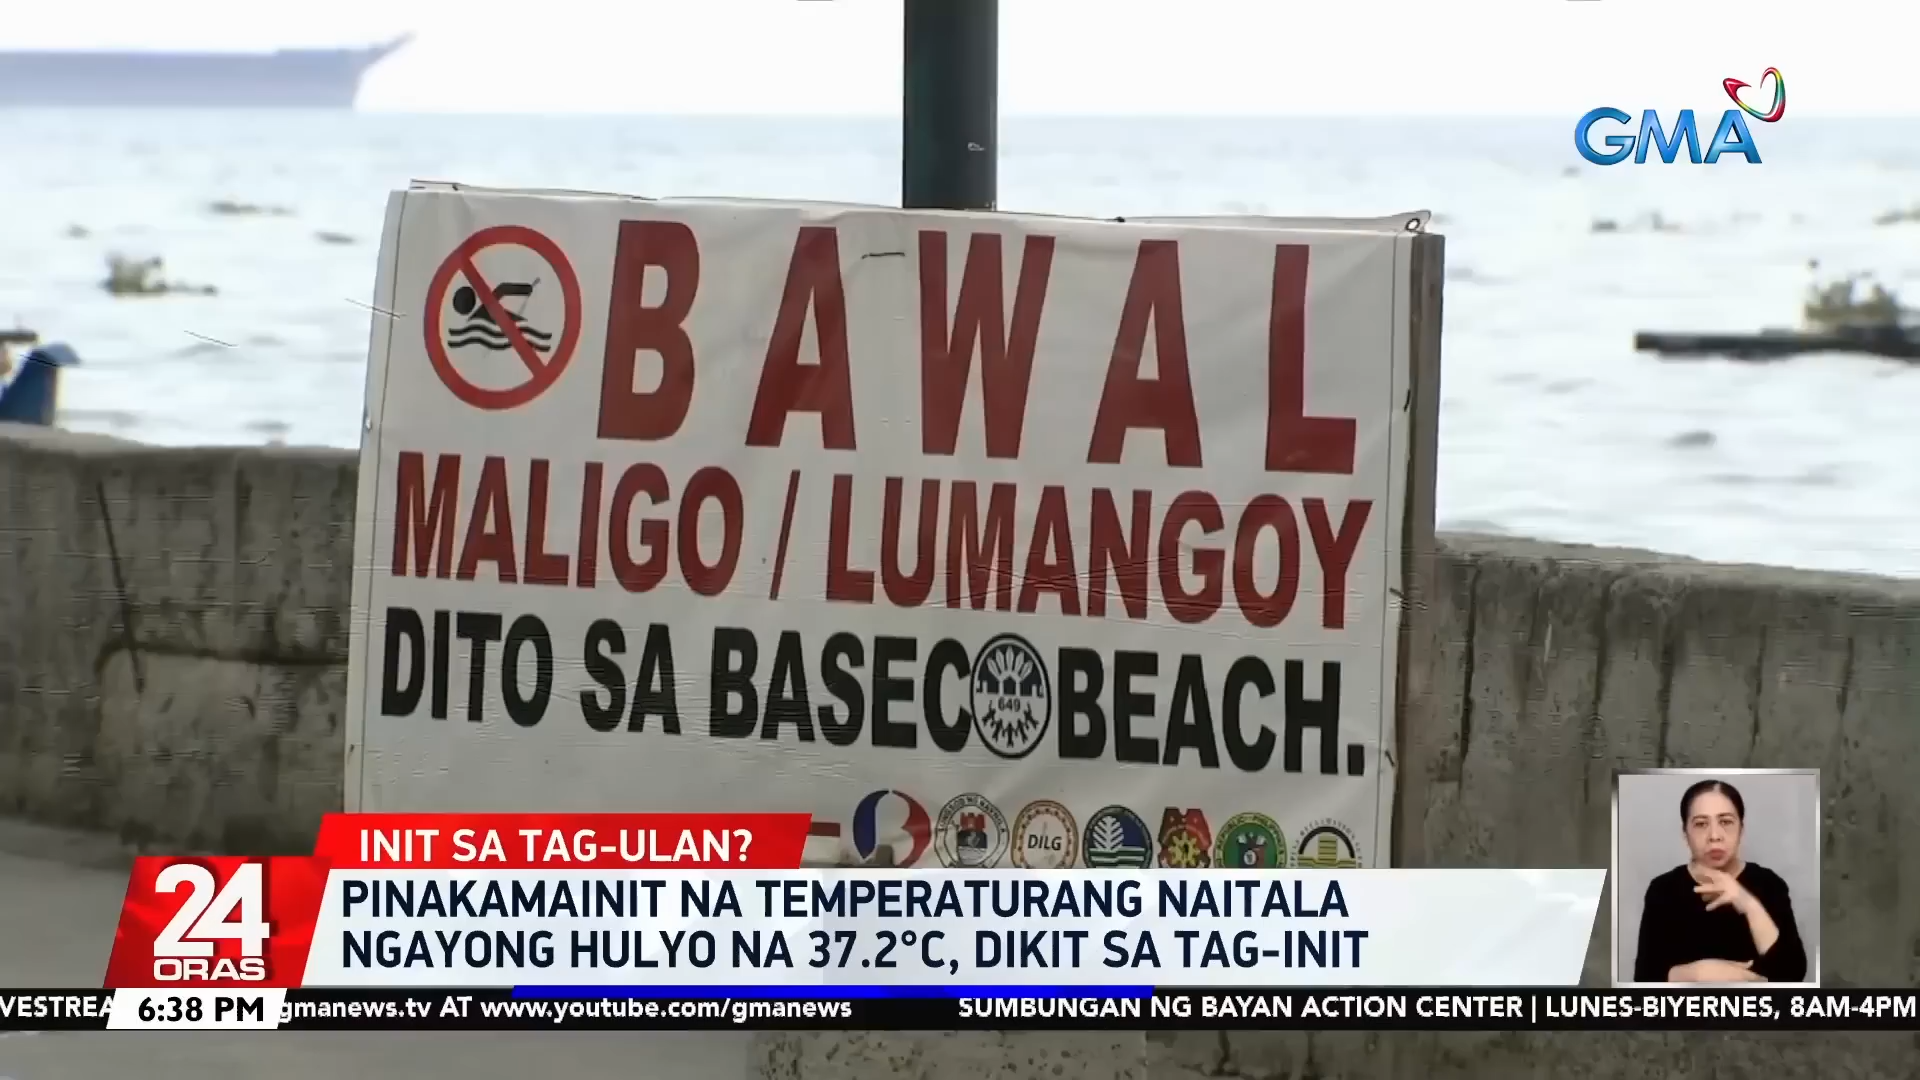 GMA
BAWAL
MALIGO / LUMANGOY
DITO SA BASECO BEACH.
649
DILG
INIT SA TAG-ULAN?
24
ORAS
PINAKAMAINIT NA TEMPERATURANG NAITALA
NGAYONG HULYO NA 37.2°C, DIKIT SA TAG-INIT
6:38 PM
gmanews.tv AT www.youtube.com/gmanews
SUMBUNGAN NG BAYAN ACTION CENTER | LUNES-BIYERNES, 8AM-4PM